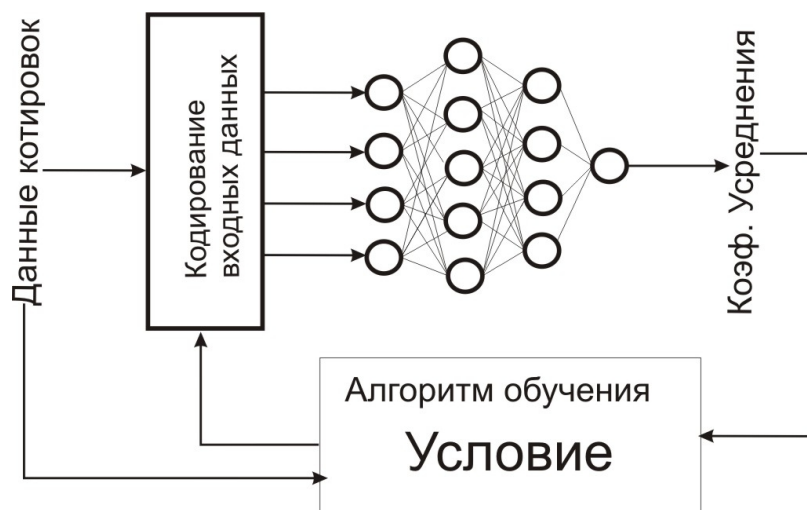 Данные котировок
Кодирование
входных данных
Коэф. Усреднения
Алгоритм обучения
Условие